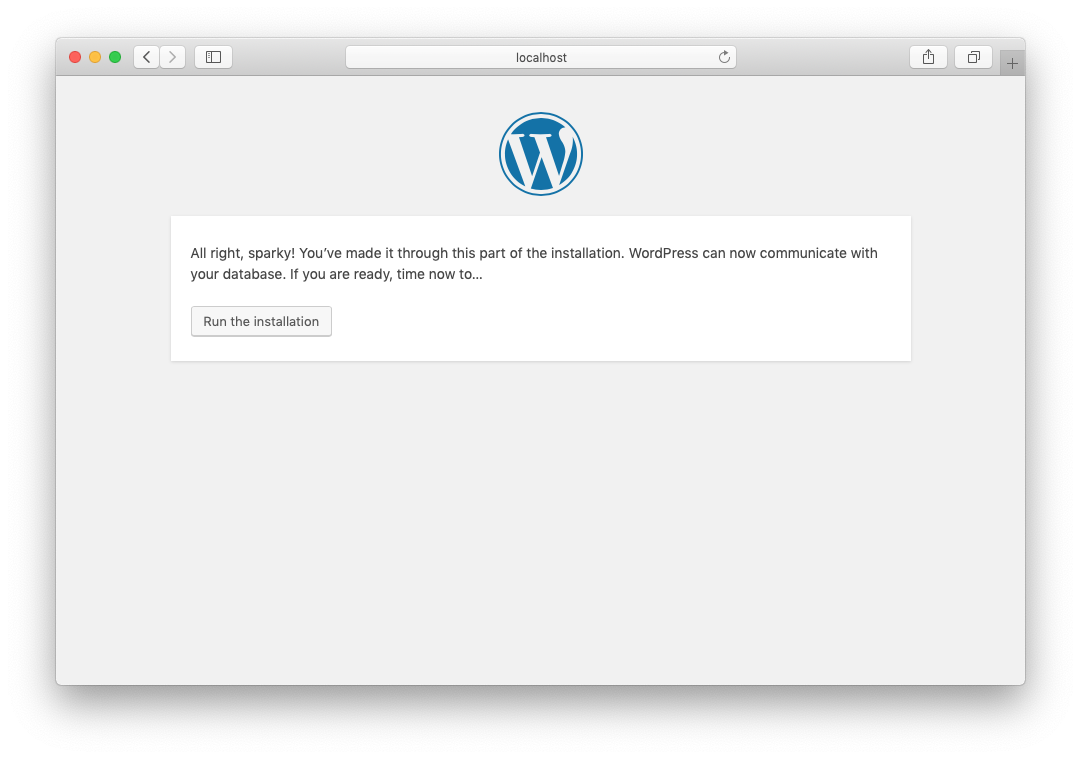 localhost
All right, sparky! You’ve made it through this part of the installation. WordPress can now communicate with
your database. If you are ready, time now to…
Run the installation